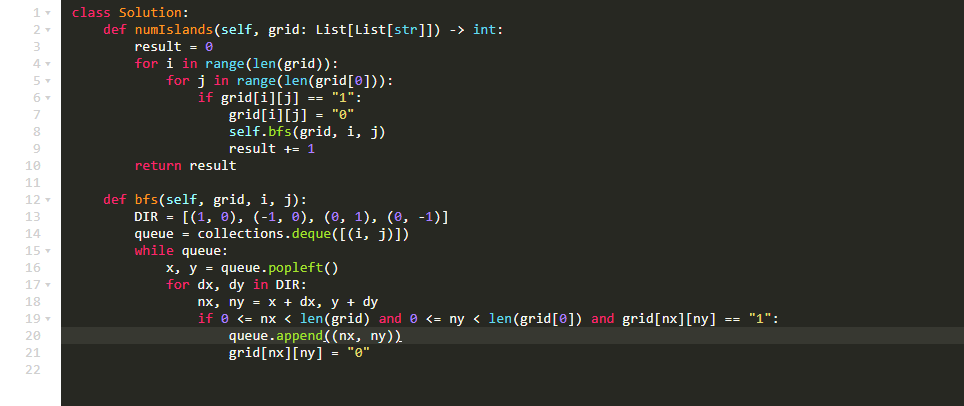 1 class Solution:
2     def numIslands(self, grid: List[List[str]]) -> int:
3         result = 0
4         for i in range(len(grid)):
5             for j in range(len(grid[0])):
6                 if grid[i][j] == "1":
7                     grid[i][j] = "0"
8                     self.bfs(grid, i, j)
9                     result += 1
10         return result
11
12     def bfs(self, grid, i, j):
13         DIR = [(1, 0), (-1, 0), (0, 1), (0, -1)]
14         queue = collections.deque([(i, j)])
15         while queue:
16             x, y = queue.popleft()
17             for dx, dy in DIR:
18                 nx, ny = x + dx, y + dy
19                 if 0 <= nx < len(grid) and 0 <= ny < len(grid[0]) and grid[nx][ny] == "1":
20                     queue.append((nx, ny))
21                     grid[nx][ny] = "0"
22